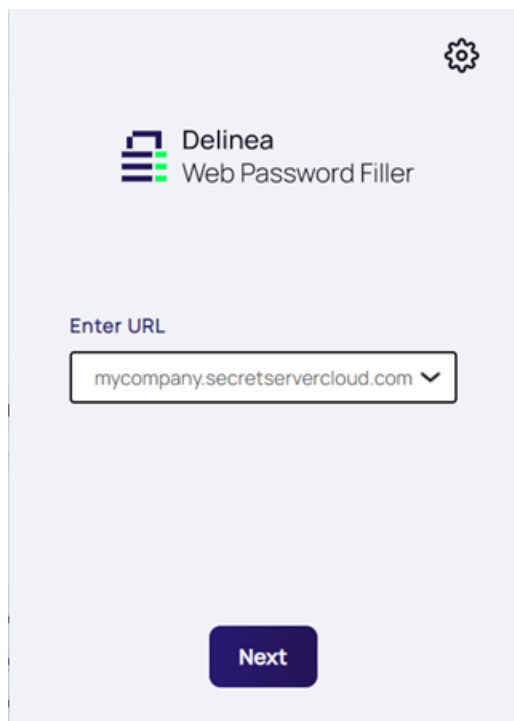 Delinea
Web Password Filler
Enter URL
mycompany.secretservercloud.com
Next